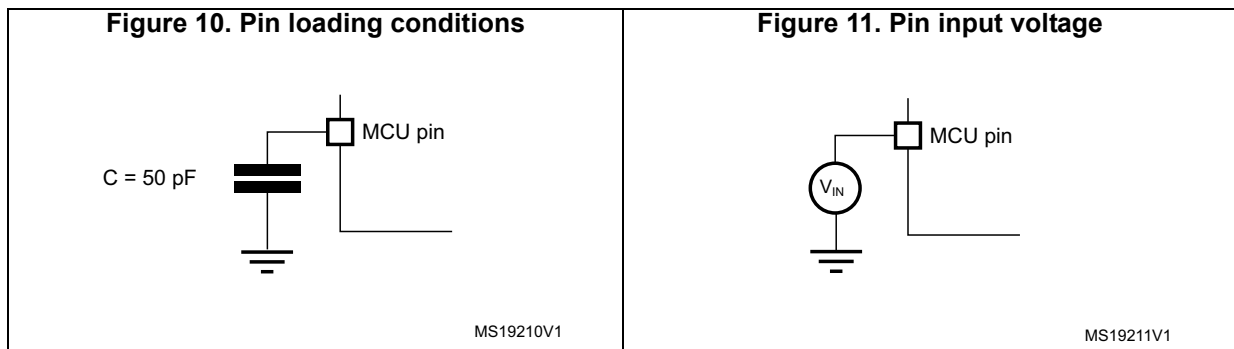 Figure 10. Pin loading conditions
MCU pin
C = 50 pF
MS19210V1
Figure 11. Pin input voltage
MCU pin
VIN
MS19211V1